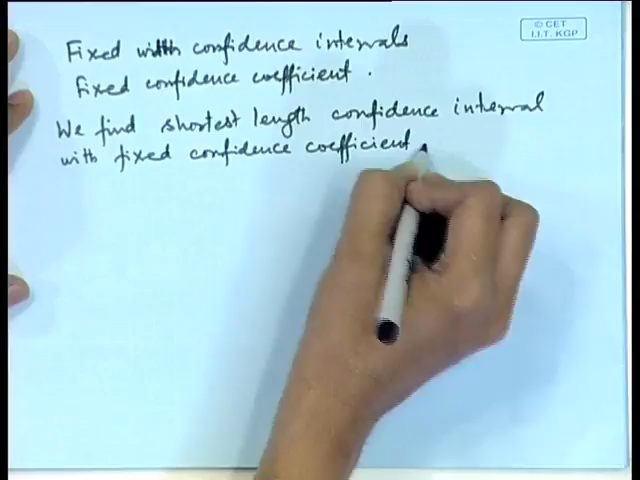 © CET
I.I.T. KGP
Fixed width confidence intervals
Fixed confidence coefficient.
We find shortest length confidence interval
with fixed confidence coefficient